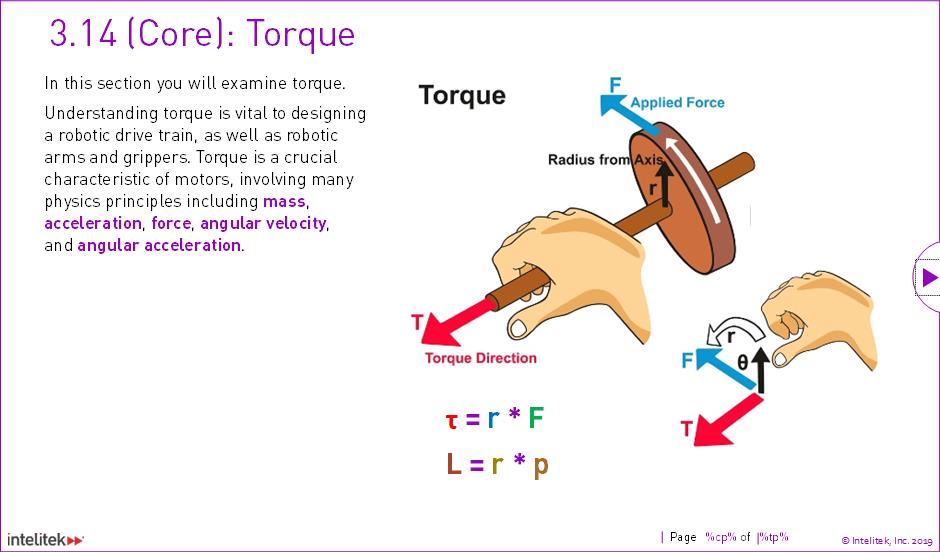 3.14 (Core): Torque
In this section you will examine torque.
Understanding torque is vital to designing
a robotic drive train, as well as robotic
arms and grippers. Torque is a crucial
characteristic of motors, involving many
physics principles including mass,
acceleration, force, angular velocity,
and angular acceleration.
Torque
F
Applied Force
Radius from Axis
r
T
Torque Direction
r
F
θ
T
τ = r * F
L = r * p
intelitek
| Page %cp% of |%tp%
© Intelitek, Inc. 2019